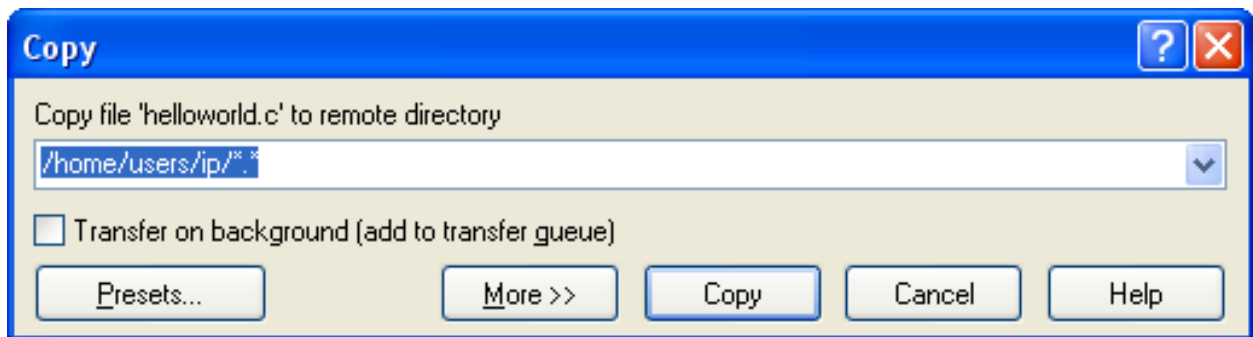 Copy
Copy file 'helloworld.c' to remote directory
/home/users/ip/*.*
Transfer on background (add to transfer queue)
Presets... More >> Copy Cancel Help